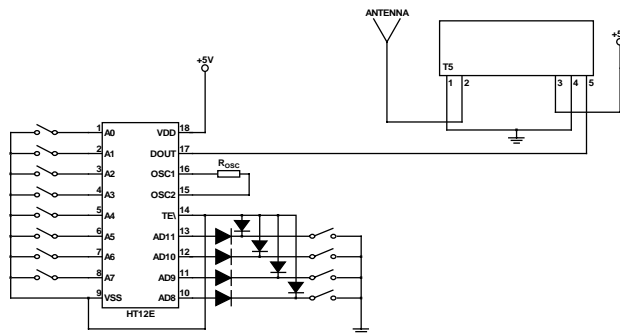 ANTENNA
+5V
+5
T5
1 2 3 4 5
1 A0 VDD 18
2 A1 DOUT 17
3 A2 OSC1 16
ROSC
4 A3 OSC2 15
5 A4 TE\ 14
6 A5 AD11 13
7 A6 AD10 12
8 A7 AD9 11
9 VSS AD8 10
HT12E